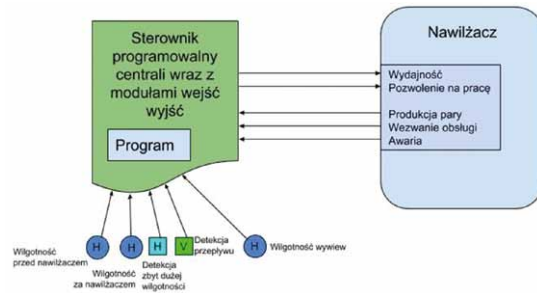 Sterownik
programowalny
centrali wraz z
modułami wejść
wyjść
Program
Nawilżacz
Wydajność
Pozwolenie na pracę
Produkcja pary
Wezwanie obsługi
Awaria
H
H
H
V
H
Wilgotność
przed nawilżaczem
Wilgotność
za nawilżaczem
Detekcja
zbyt dużej
wilgotności
Detekcja
przepływu
Wilgotność wywiew